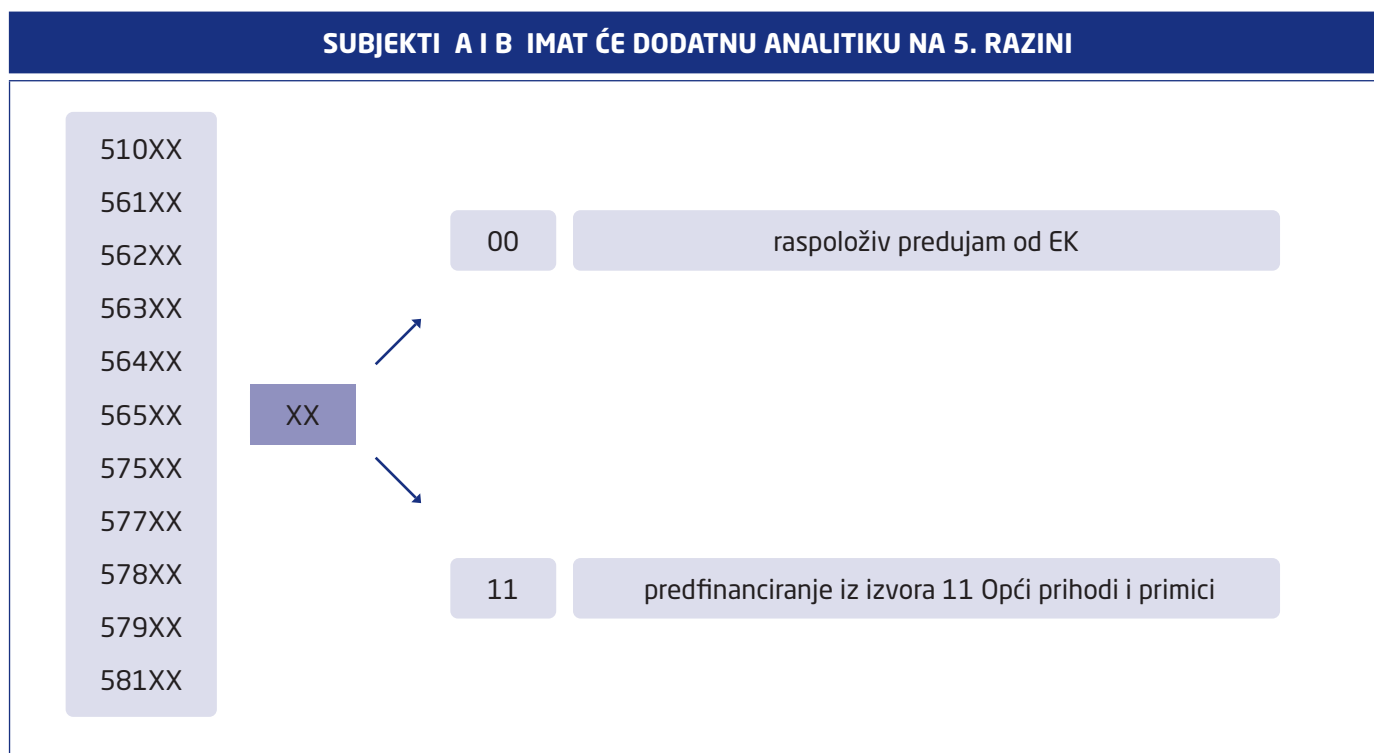 SUBJEKTI A I B IMAT ĆE DODATNU ANALITIKU NA 5. RAZINI
510XX
561XX
562XX
563XX
564XX
565XX
575XX
577XX
578XX
579XX
581XX
XX
00
raspoloživ predujam od EK
11
predfinanciranje iz izvora 11 Opći prihodi i primici